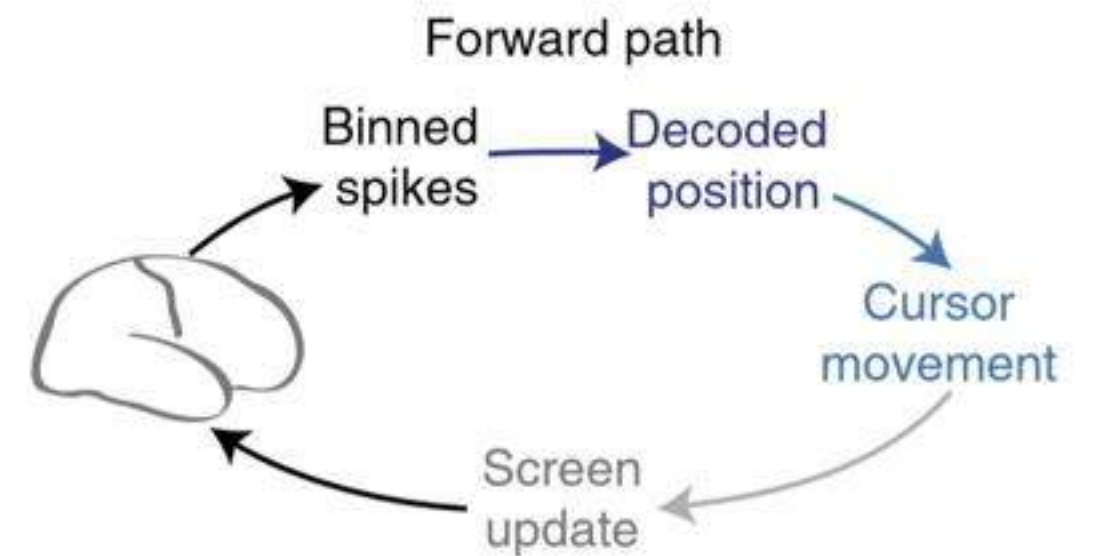 Forward path
Binned
spikes
Decoded
position
Cursor
movement
Screen
update